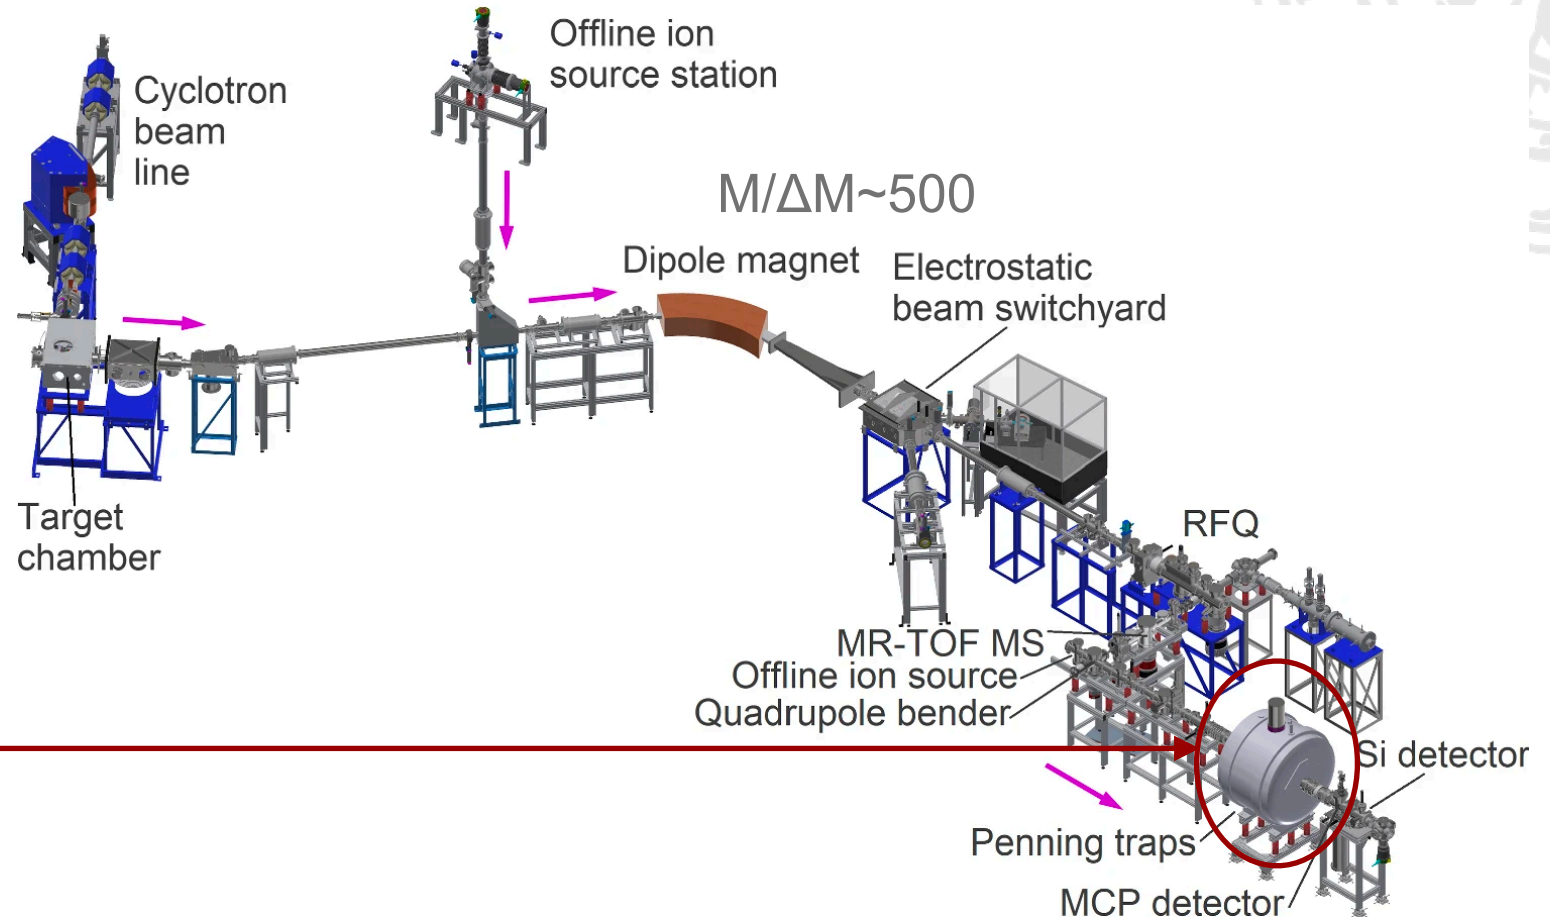 Offline ion
source station
Cyclotron
beam
line
M/ΔM~500
Dipole magnet
Electrostatic
beam switchyard
Target
chamber
RFQ
MR-TOF MS
Offline ion source
Quadrupole bender
Si detector
Penning traps
MCP detector